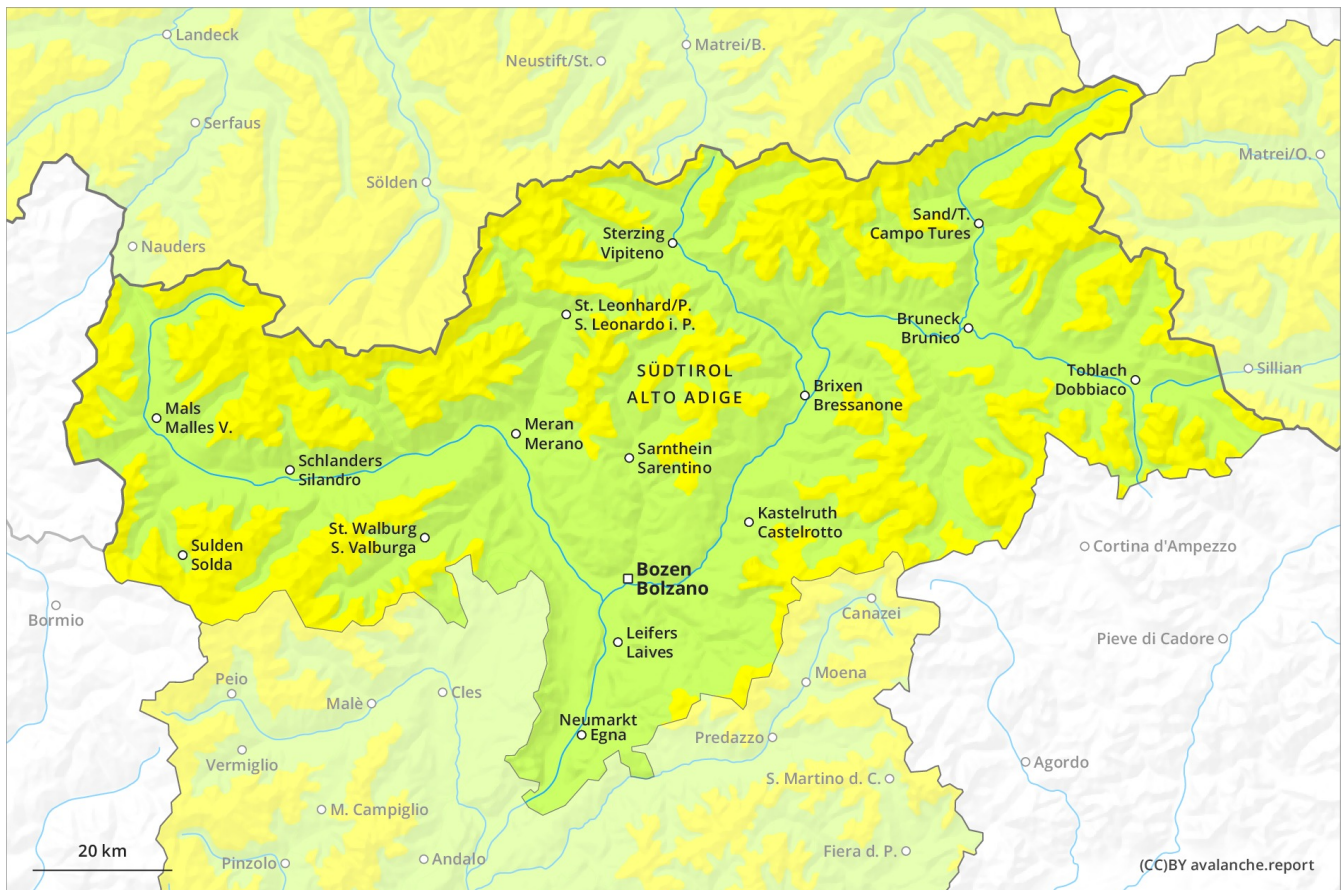 Landeck
Matrei/B.
Neustift/St.
Serfaus
Matrei/O.
Sölden
Sand/T.
Campo Tures
Sterzing
Vipiteno
Nauders
St. Leonhard/P.
S. Leonardo i. P.
Bruneck
Brunico
SÜDTIROL
ALTO ADIGE
Toblach
Dobbiaco
Sillian
Brixen
Bressanone
Mals
Malles V.
Meran
Merano
Sarnthein
Sarentino
Schlanders
Silandro
Kastelruth
Castelrotto
St. Walburg
S. Valburga
Sulden
Solda
Cortina d'Ampezzo
Bozen
Bolzano
Bormio
Canazei
Leifers
Laives
Pieve di Cadore
Peio
Moena
Malè
Cles
Neumarkt
Egna
Predazzo
Vermiglio
Agordo
S. Martino d. C.
M. Campiglio
20 km
Pinzolo
Andalo
Fiera d. P.
(CC)BY avalanche.report